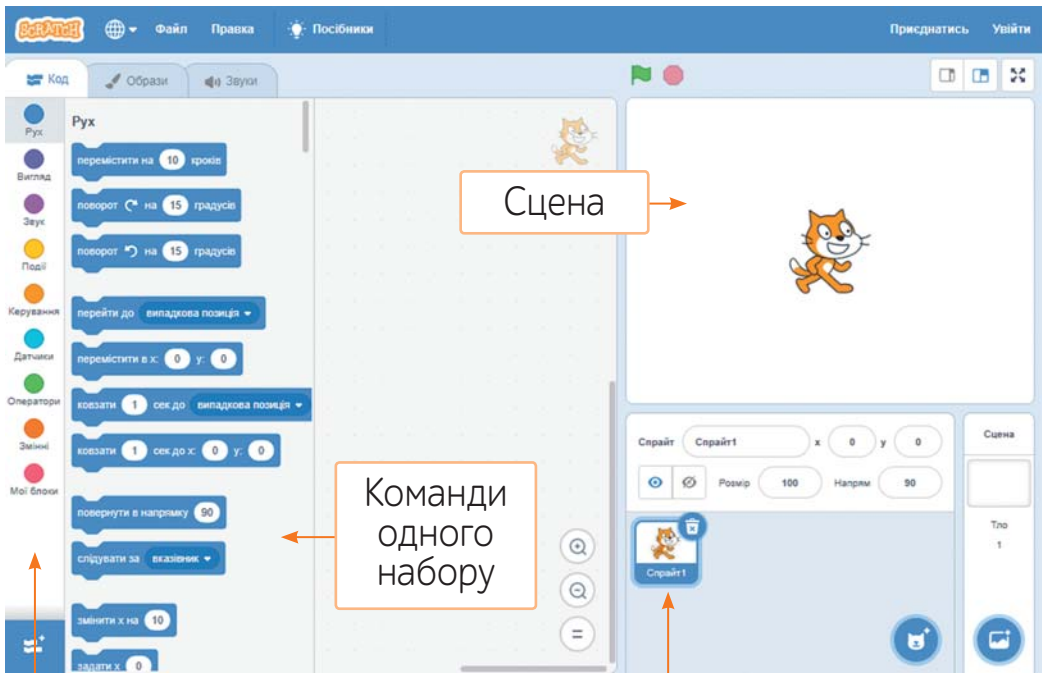 SCRATCH Файл Правка Посібники Приєднатись Увійти
Код Образи Звуки
Рух
Вигляд
Звук
Події
Керування
Датчики
Оператори
Змінні
Мої блоки
Рух
перемістити на 10 кроків
поворот на 15 градусів
поворот на 15 градусів
перейти до випадкова позиція
перемістити в x: 0 y: 0
ковзати 1 сек до випадкова позиція
ковзати 1 сек до x: 0 y: 0
повернути в напрямку 90
слідувати за вказівник
змінити x на 10
задати x 0
Команди
одного
набору
Сцена
Спрайт Спрайт1 x 0 y 0
Розмір 100 Напрям 90
Спрайт1
Сцена
Тло
1